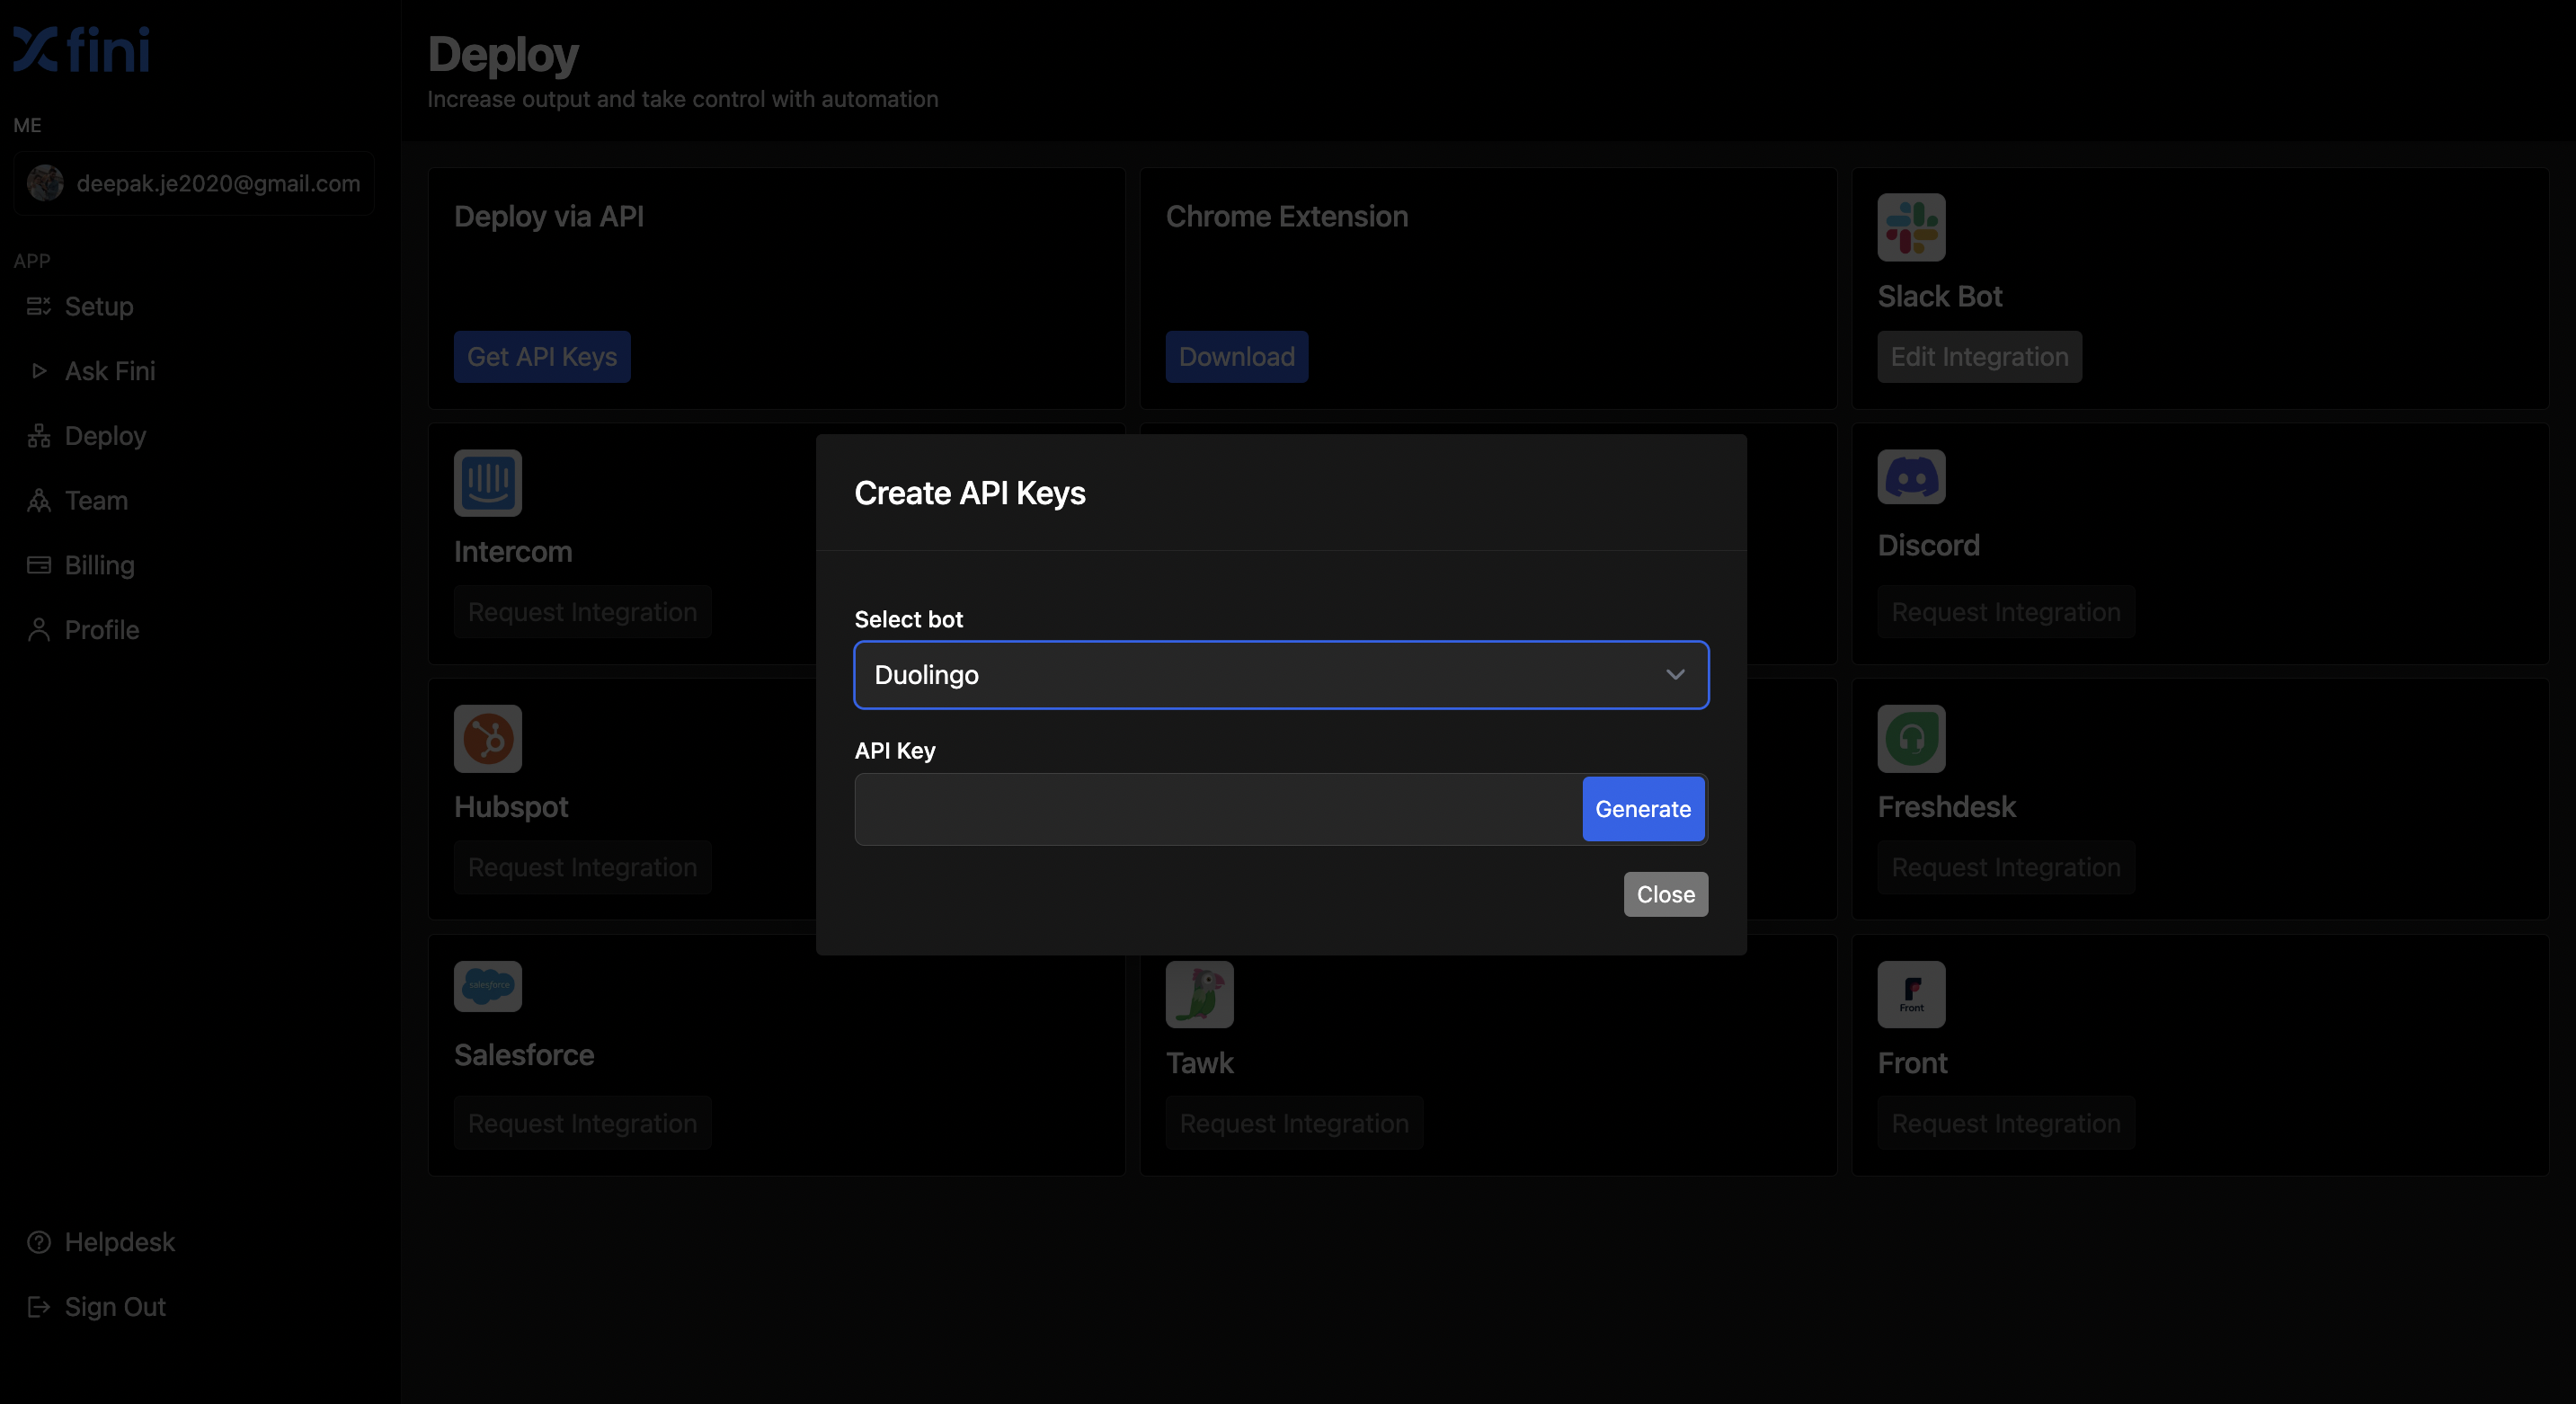 fini
ME
deepak.je2020@gmail.com
APP
Setup
Ask Fini
Deploy
Team
Billing
Profile
Helpdesk
Sign Out
Deploy
Increase output and take control with automation
Deploy via API
Get API Keys
Chrome Extension
Download
Slack Bot
Edit Integration
Intercom
Request Integration
Discord
Request Integration
Hubspot
Request Integration
Freshdesk
Request Integration
salesforce
Salesforce
Request Integration
Tawk
Request Integration
Front
Front
Request Integration
Create API Keys
Select bot
Duolingo
API Key
Generate
Close